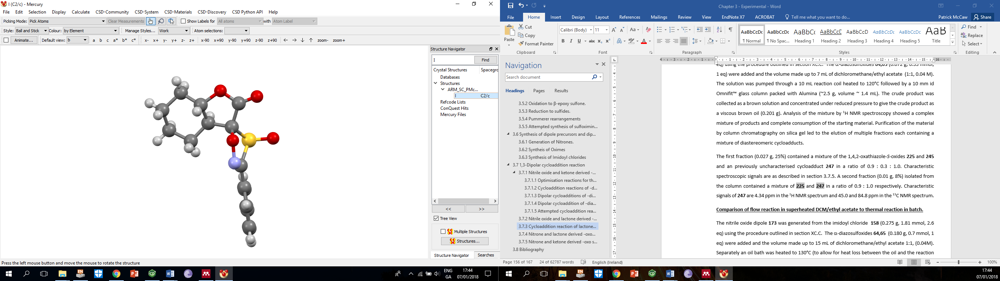 I (C2/c) - Mercury
File Edit Selection Display Calculate CSD-Community CSD-System CSD-Materials CSD-Discovery CSD Python API Help
Picking Mode: Pick Atoms Clear Measurements Show Labels for All atoms with Atom Label
Style: Ball and Stick Colour: by Element Manage Styles... Work Atom selections:
Animate... Default view: b a b c a* b* c* x- x+ y- y+ z- z+ x-90 x+90 y-90 y+90 z-90 z+90 ← → ↓ ↑ zoom- zoom+
Structure Navigator
I Find
Crystal Structures Spacegro
Databases
Structures
ARM_SC_PMc...
I C2/c
Refcode Lists
ConQuest Hits
Mercury Files
<< >>
Tree View
Multiple Structures
Structures...
Structure Navigator Searches
Press the left mouse button and move the mouse to rotate the structure
ENG
GA
17:44
07/01/2018
Chapter 3 - Experimental - Word
File Home Insert Design Layout References Mailings Review View EndNote X7 ACROBAT Tell me what you want to do... Patrick McCaw Share
Paste
Cut
Copy
Format Painter
Calibri (Body) 11
AaBbCcDc AaBbCcDc AaBbC( AaBbCcD AaBbCcD AaBbCcDc AaBbCcDc AaB
¶ Normal ¶ No Spac... Heading 1 Heading 2 Heading 3 Heading 4 Heading 5 Title
Find
Replace
Select
Clipboard Font Paragraph Styles Editing
Navigation
Search document
Headings Pages Results
3.5.2 Oxidation to β-epoxy sulfone.
3.5.3 Reduction to sulfides.
3.5.4 Pummerer rearrangements
3.5.5 Attempted synthesis of sulfoximin...
3.6 Synthesis of dipole precursors and dip...
3.6.1 Generation of Nitrones.
3.6.2 Syntheis of Oximes
3.6.3 Synthesis of Imidoyl chlorides
3.7 1,3-Dipolar cycloaddition reaction
3.7.1 Nitrile oxide and ketone derived -...
3.7.1.1 Optimisation reactions for th...
3.7.1.2 Cycloaddition reactions of -d...
3.7.1.3 Dipolar cycloadditions of -di...
3.7.1.4 Dipolar cycloaddition of -dia...
3.7.1.5 Attempted cycloaddition rea...
3.7.2 Nitrile oxide and lactone derived -...
3.7.3 Cycloaddition reaction of lactone...
3.7.4 Nitrone and lactone derived -oxo...
3.7.5 Nitrone and ketone derived -oxo s...
3.8 Bibliography
4 3 2 1 1 2 3 4 5 6 7 8 9 10 11 12 13 14 15 16
eq) using the procedure outlined in section XC.C. The α-diazosulfoxides 64,65 (0.072 g, 0.35 mmol,
1 eq) were added and the volume made up to 7 mL of dichloromethane/ethyl acetate (1:1, 0.04 M).
The solution was pumped through a 10 mL reaction coil heated to 120°C followed by a 10 mm id
Omnifit™ glass column packed with Alumina (~2.5 g, volume ~ 1.4 mL). The crude product was
collected as a brown solution and concentrated under reduced pressure to give the crude product as
a viscous brown oil (0.201 g). Analysis of the mixture by ¹H NMR spectroscopy showed a complex
mixture of products and complete consumption of the starting material. Purification of the material
by column chromatography on silica gel led to the elution of multiple fractions each containing a
mixture of diastereomeric cycloadducts.
The first fraction (0.027 g, 25%) contained a mixture of the 1,4,2-oxathiazole-S-oxides 225 and 245
and an previously uncharacterised cycloadduct 247 in a ratio of 0.9 : 0.3 : 1.0. Characteristic
spectroscopic signals are as described in section 3.7.5. A second fraction (0.01 g, 8%) isolated from
the column contained a mixture of 225 and 247 in a ratio of 0.9 : 1.0 respectively. Characteristic
signals of 247 are 4.34 ppm in the ¹H NMR spectrum and 45.0 and 84.8 ppm in the ¹³C NMR spectrum.
Comparison of flow reaction in superheated DCM/ethyl acetate to thermal reaction in batch.
The nitrile oxide dipole 173 was generated from the imidoyl chloride 158 (0.275 g, 1.81 mmol, 2.6
eq) using the procedure outlined in section XC.C. The α-diazosulfoxides 64,65 (0.180 g, 0.7 mmol, 1
eq) were added and the volume made up to 15 mL of dichloromethane/ethyl acetate 1:1, (0.04M).
Separately an oil bath was heated to 130°C (to allow for heat loss between the oil and the reaction
Page 156 of 167 24 of 62787 words English (Ireland) 100%
17:44
07/01/2018